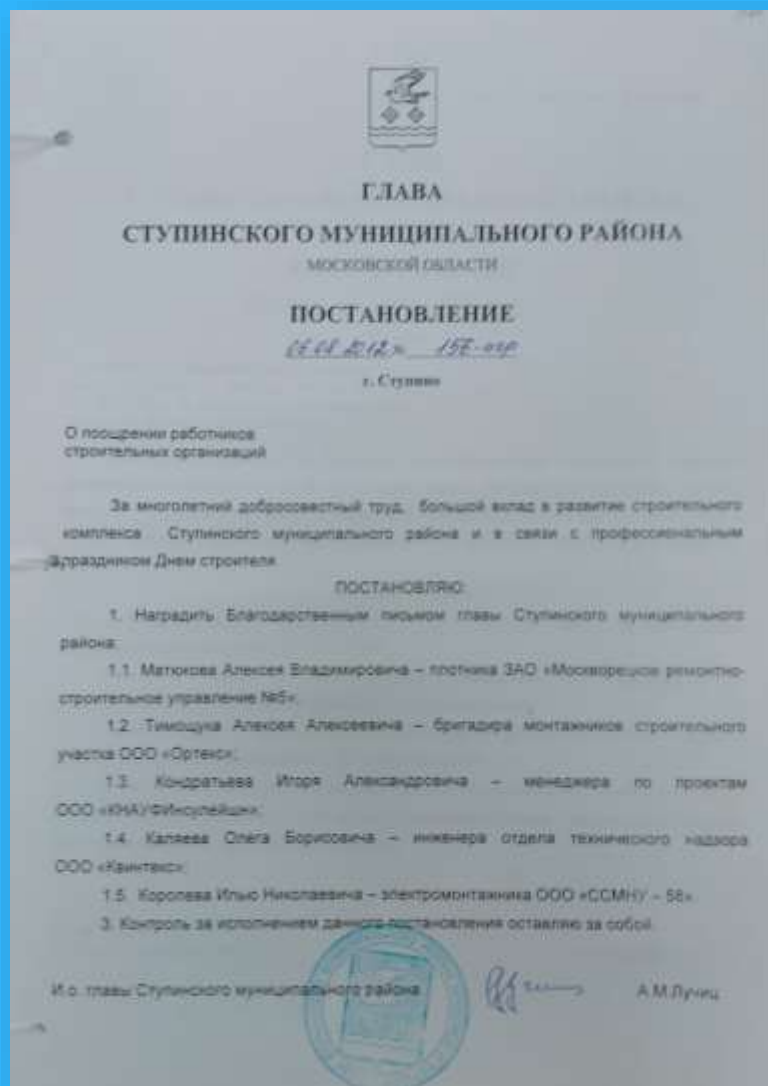 ГЛАВА
СТУПИНСКОГО МУНИЦИПАЛЬНОГО РАЙОНА
МОСКОВСКОЙ ОБЛАСТИ
ПОСТАНОВЛЕНИЕ
г. Ступино
О поощрении работников
строительных организаций
За многолетний добросовестный труд, большой вклад в развитие строительного
комплекса Ступинского муниципального района и в связи с профессиональным
праздником Днем строителя
ПОСТАНОВЛЯЮ:
1. Наградить Благодарственным письмом главы Ступинского муниципального
района:
1.1. Матюкова Алексея Владимировича – плотника ЗАО «Москворецкое ремонтно-
строительное управление №5»;
1.2. Тимощука Алексея Алексеевича – бригадира монтажников строительного
участка ООО «Ортекс»;
1.3. Кондратьева Игоря Александровича – менеджера по проектам
ООО «КНАУФИнсулейшн»;
1.4. Каляева Олега Борисовича – инженера отдела технического надзора
ООО «Квинтекс»;
1.5. Королева Илью Николаевича – электромонтажника ООО «ССМНУ – 58».
3. Контроль за исполнением данного постановления оставляю за собой.
И.о. главы Ступинского муниципального района А.М.Лучиц